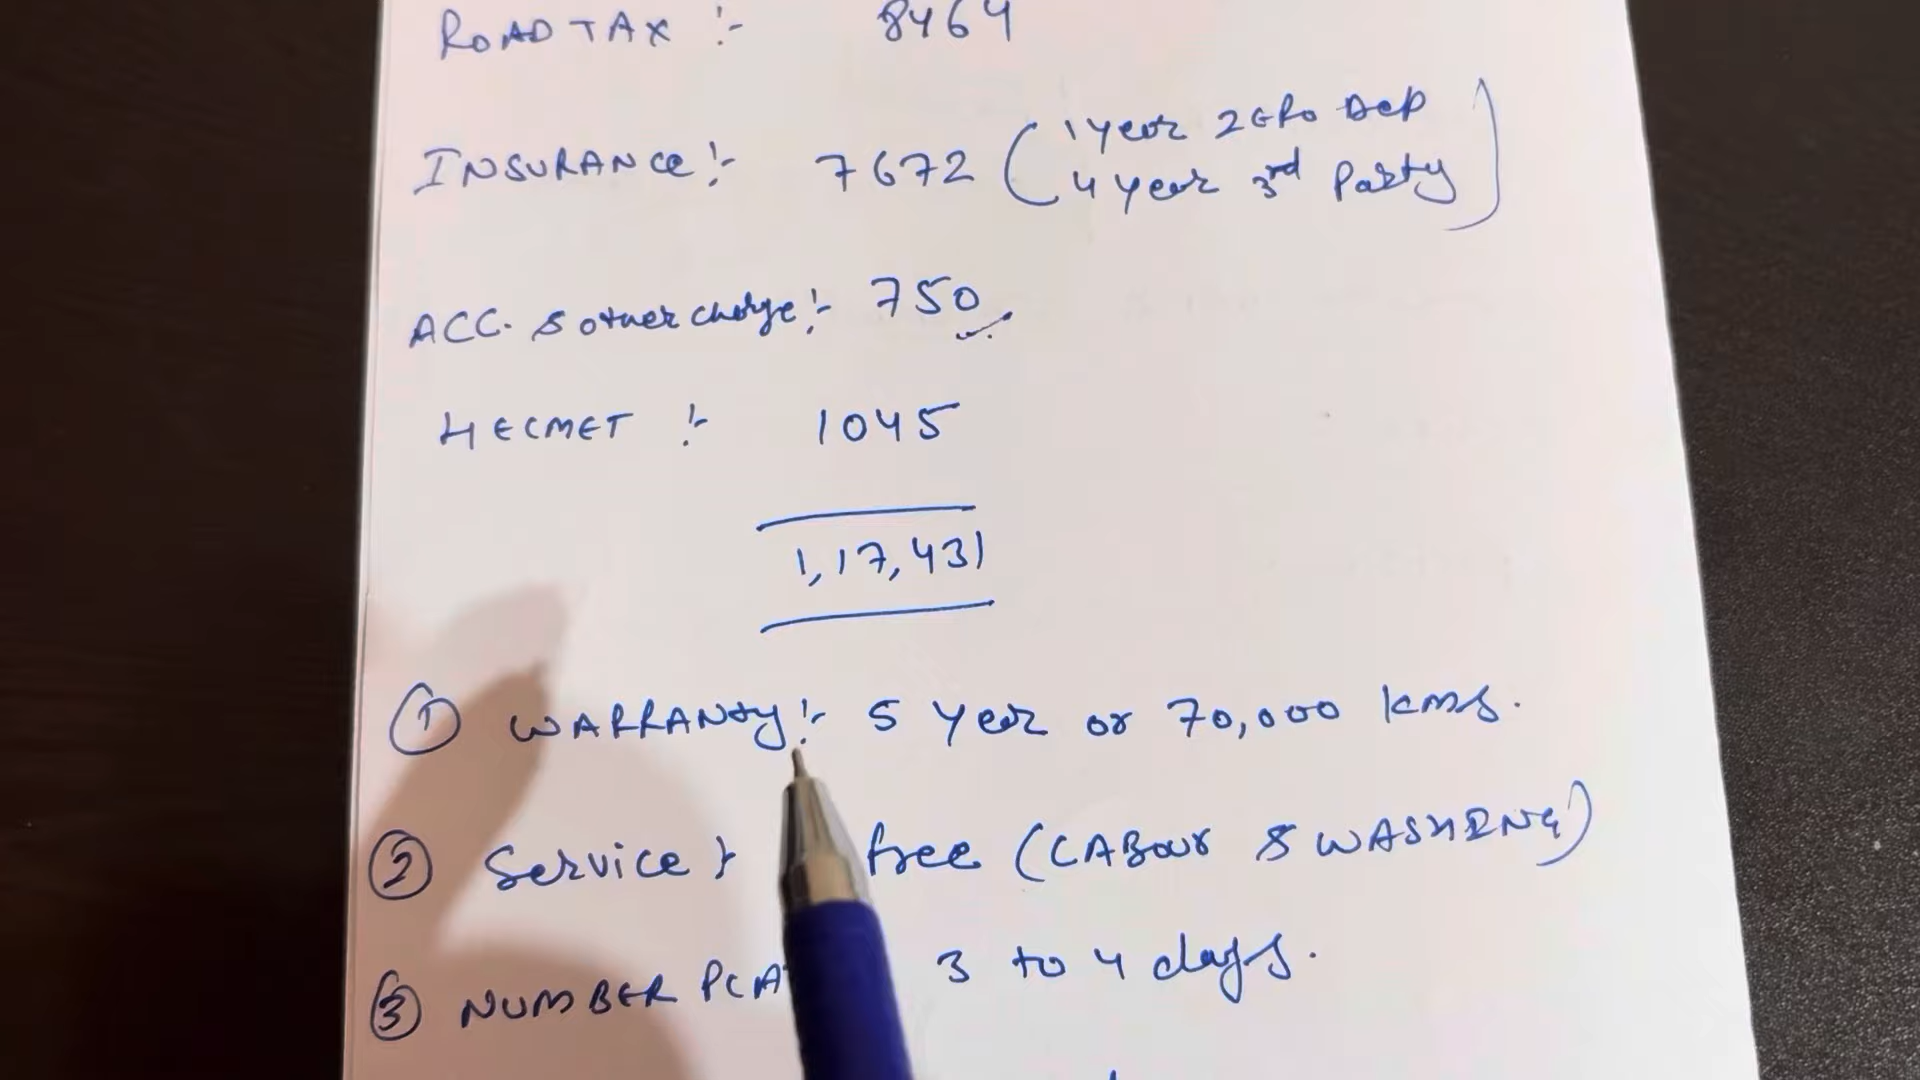 ROAD TAX :- 8464
INSURANCE :- 7672 (1 year ZERO Dep
4 year 3rd Party)
ACC. & other charge :- 750
HELMET :- 1045
1,17,431
① WARRANty :- 5 Year or 70,000 kms.
② Service :- free (LABour & WASHING)
③ NUMBER PLA 3 to 4 days.